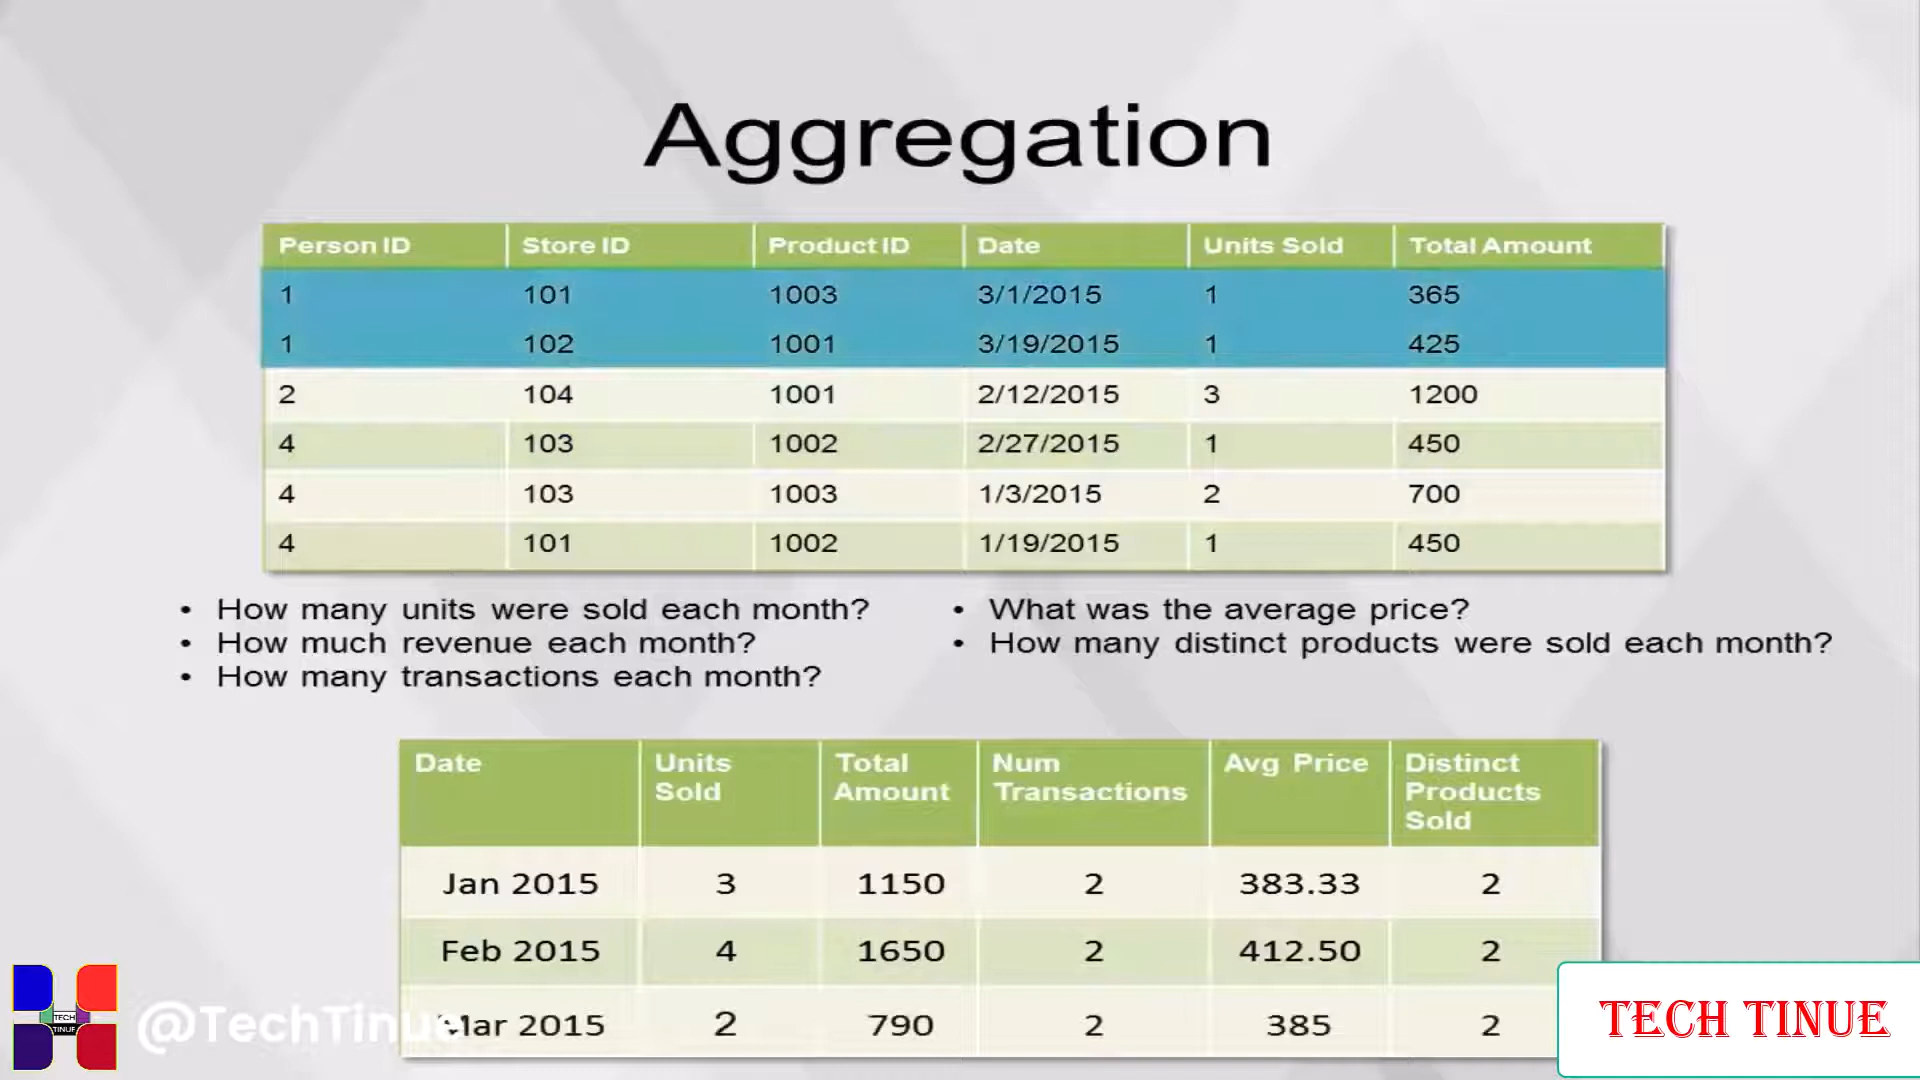 Aggregation
Person ID Store ID Product ID Date Units Sold Total Amount
1 101 1003 3/1/2015 1 365
1 102 1001 3/19/2015 1 425
2 104 1001 2/12/2015 3 1200
4 103 1002 2/27/2015 1 450
4 103 1003 1/3/2015 2 700
4 101 1002 1/19/2015 1 450
• How many units were sold each month?
• How much revenue each month?
• How many transactions each month?
• What was the average price?
• How many distinct products were sold each month?
Date Units Sold Total Amount Num Transactions Avg Price Distinct Products Sold
Jan 2015 3 1150 2 383.33 2
Feb 2015 4 1650 2 412.50 2
Mar 2015 2 790 2 385 2
TECH
TINUE
@TechTinue
TECH TINUE